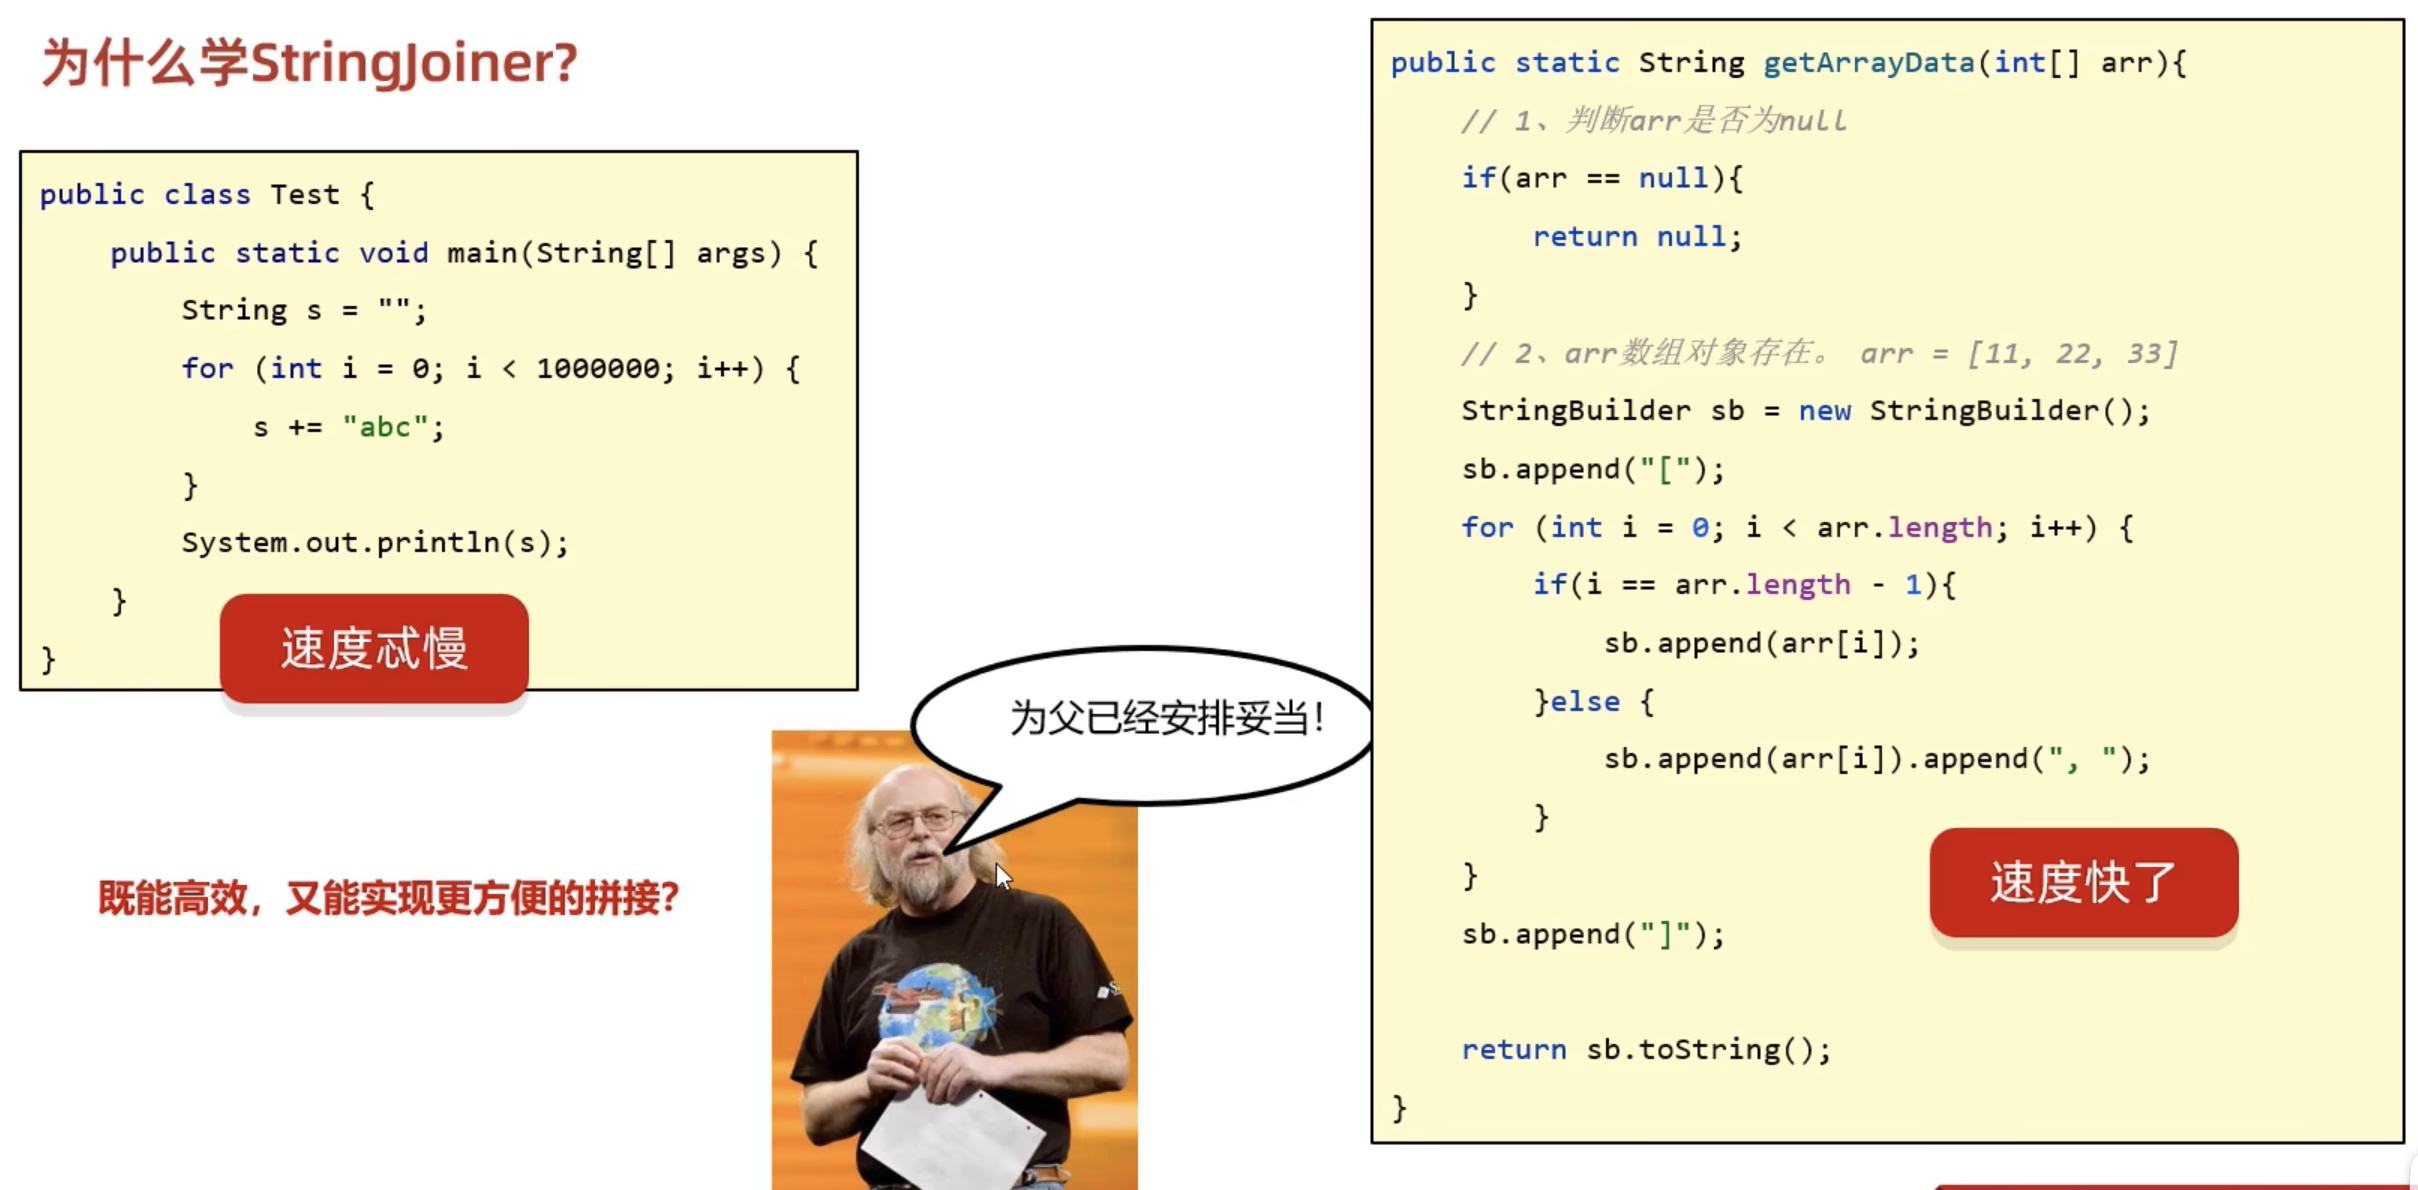 为什么学StringJoiner?
public class Test {
public static void main(String[] args) {
String s = "";
for (int i = 0; i < 1000000; i++) {
s += "abc";
}
System.out.println(s);
}
}
速度忒慢
既能高效，又能实现更方便的拼接？
为父已经安排妥当！
public static String getArrayData(int[] arr){
// 1、判断arr是否为null
if(arr == null){
return null;
}
// 2、arr数组对象存在。 arr = [11, 22, 33]
StringBuilder sb = new StringBuilder();
sb.append("[");
for (int i = 0; i < arr.length; i++) {
if(i == arr.length - 1){
sb.append(arr[i]);
}else {
sb.append(arr[i]).append(", ");
}
}
sb.append("]");
return sb.toString();
}
速度快了